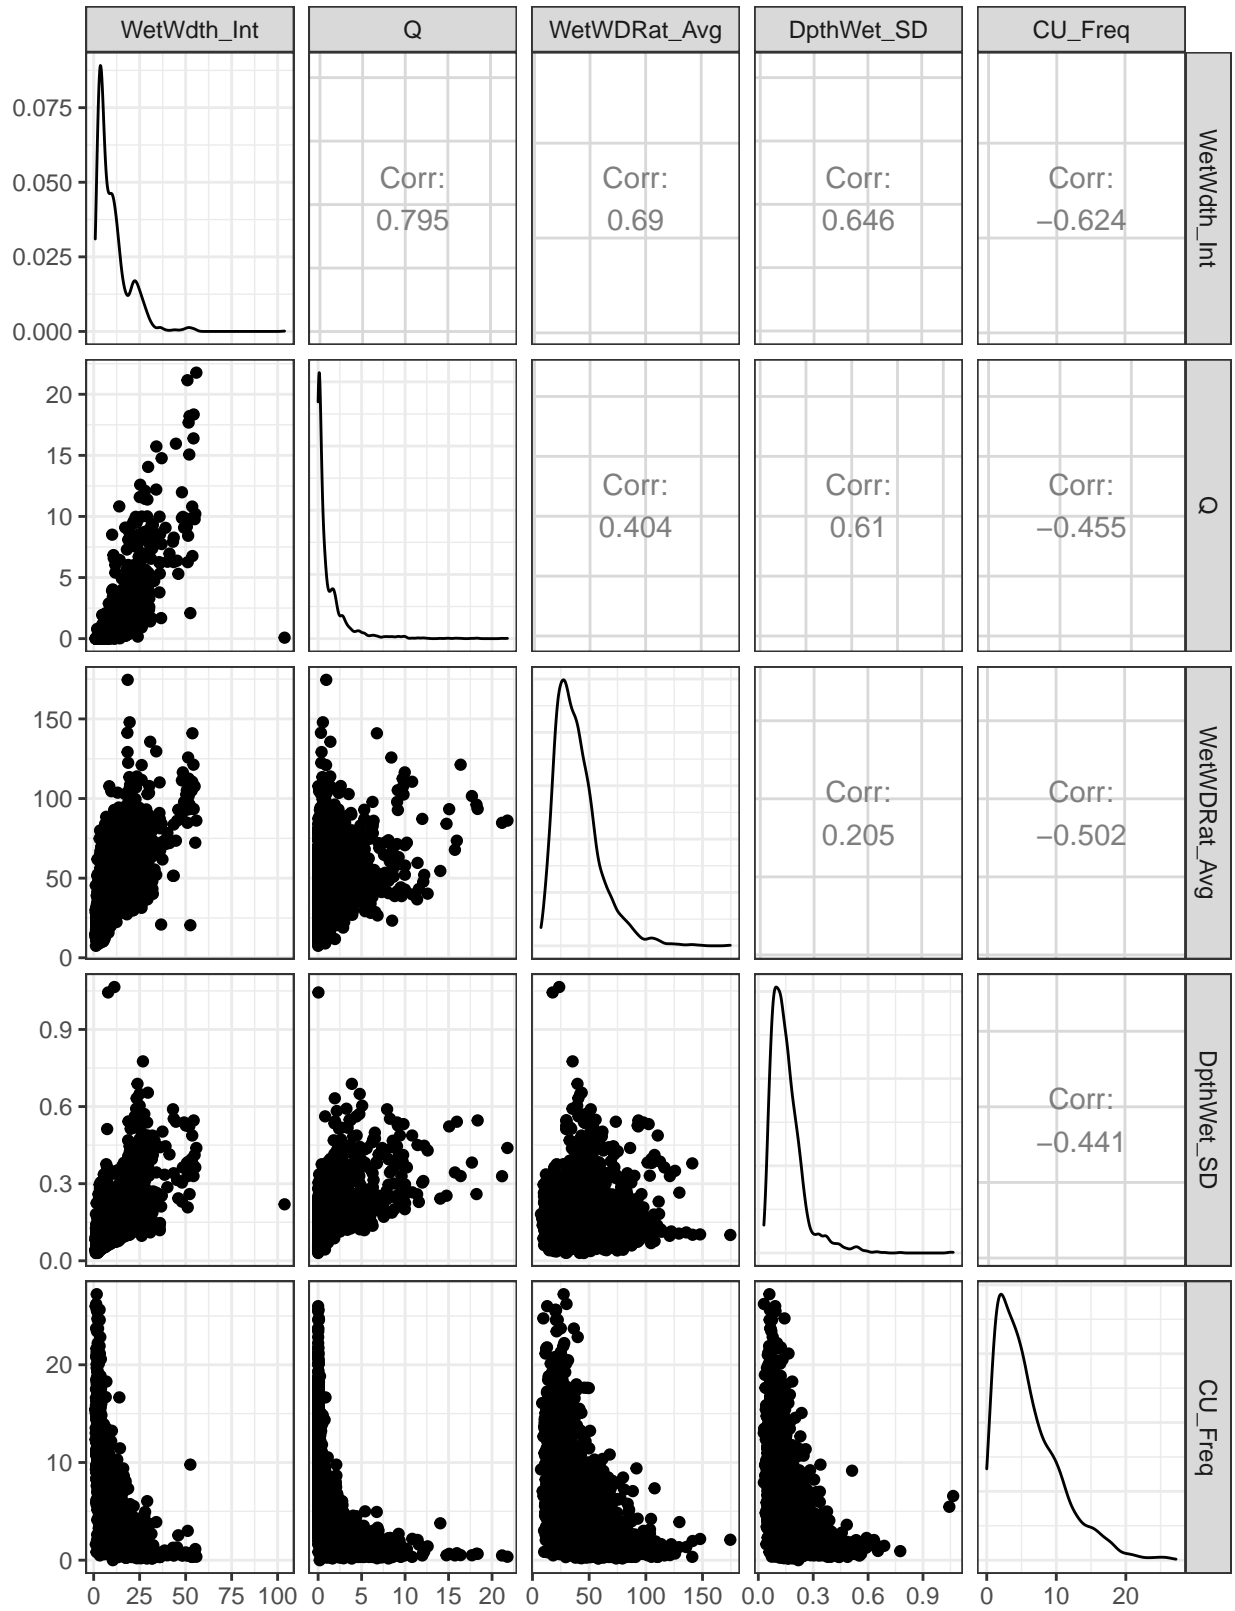 WetWdth_Int Q WetWDRat_Avg DpthWet_SD CU_Freq
0.075
0.050
0.025
0.000
Corr:
0.795
Corr:
0.69
Corr:
0.646
Corr:
−0.624
WetWdth_Int
20
15
10
5
0
Corr:
0.404
Corr:
0.61
Corr:
−0.455
Q
150
100
50
0
Corr:
0.205
Corr:
−0.502
WetWDRat_Avg
0.9
0.6
0.3
0.0
Corr:
−0.441
DpthWet_SD
20
10
0
CU_Freq
0 25 50 75 100 0 5 10 15 20 0 50 100 150 0.0 0.3 0.6 0.9 0 10 20